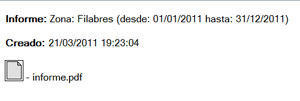 Informe: Zona: Filabres (desde: 01/01/2011 hasta: 31/12/2011)
Creado: 21/03/2011 19:23:04
- informe.pdf